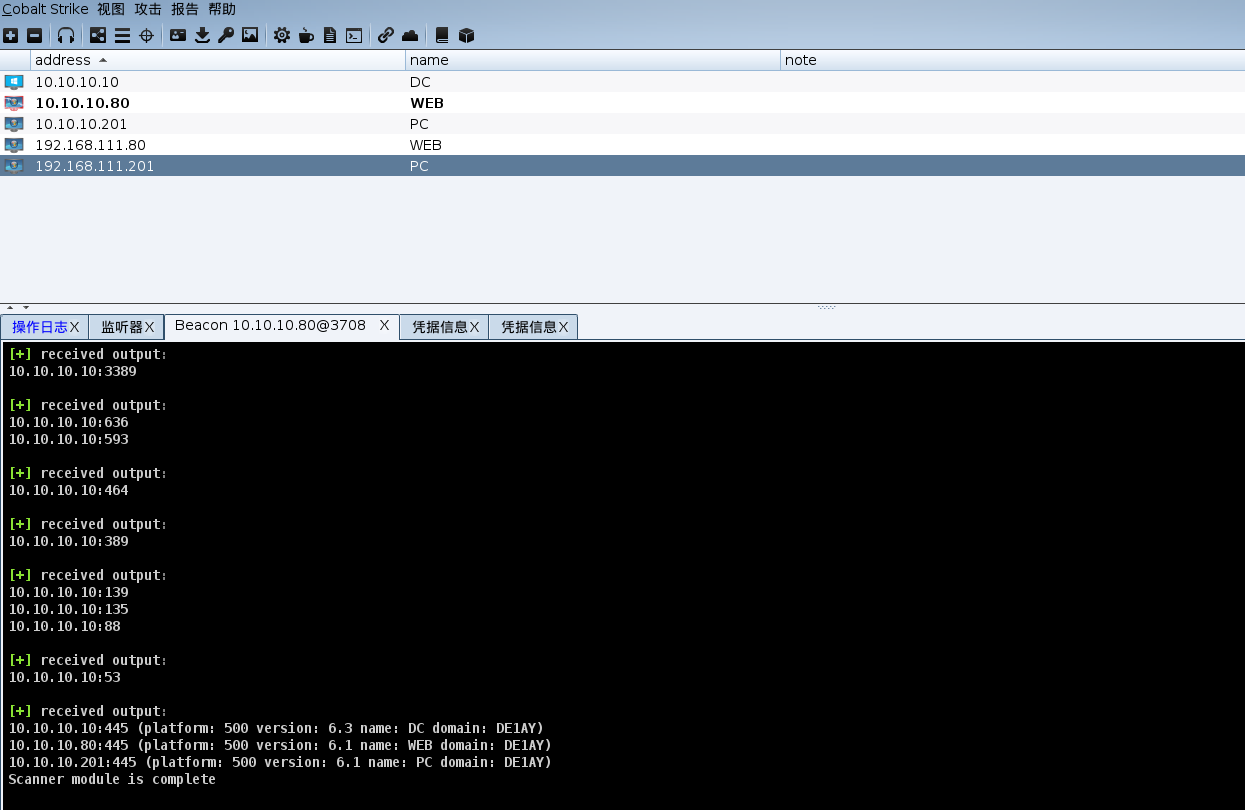 Cobalt Strike 视图 攻击 报告 帮助
address name note
10.10.10.10 DC
10.10.10.80 WEB
10.10.10.201 PC
192.168.111.80 WEB
192.168.111.201 PC
操作日志X 监听器X Beacon 10.10.10.80@3708 X 凭据信息X 凭据信息X
[+] received output:
10.10.10.10:3389
[+] received output:
10.10.10.10:636
10.10.10.10:593
[+] received output:
10.10.10.10:464
[+] received output:
10.10.10.10:389
[+] received output:
10.10.10.10:139
10.10.10.10:135
10.10.10.10:88
[+] received output:
10.10.10.10:53
[+] received output:
10.10.10.10:445 (platform: 500 version: 6.3 name: DC domain: DE1AY)
10.10.10.80:445 (platform: 500 version: 6.1 name: WEB domain: DE1AY)
10.10.10.201:445 (platform: 500 version: 6.1 name: PC domain: DE1AY)
Scanner module is complete